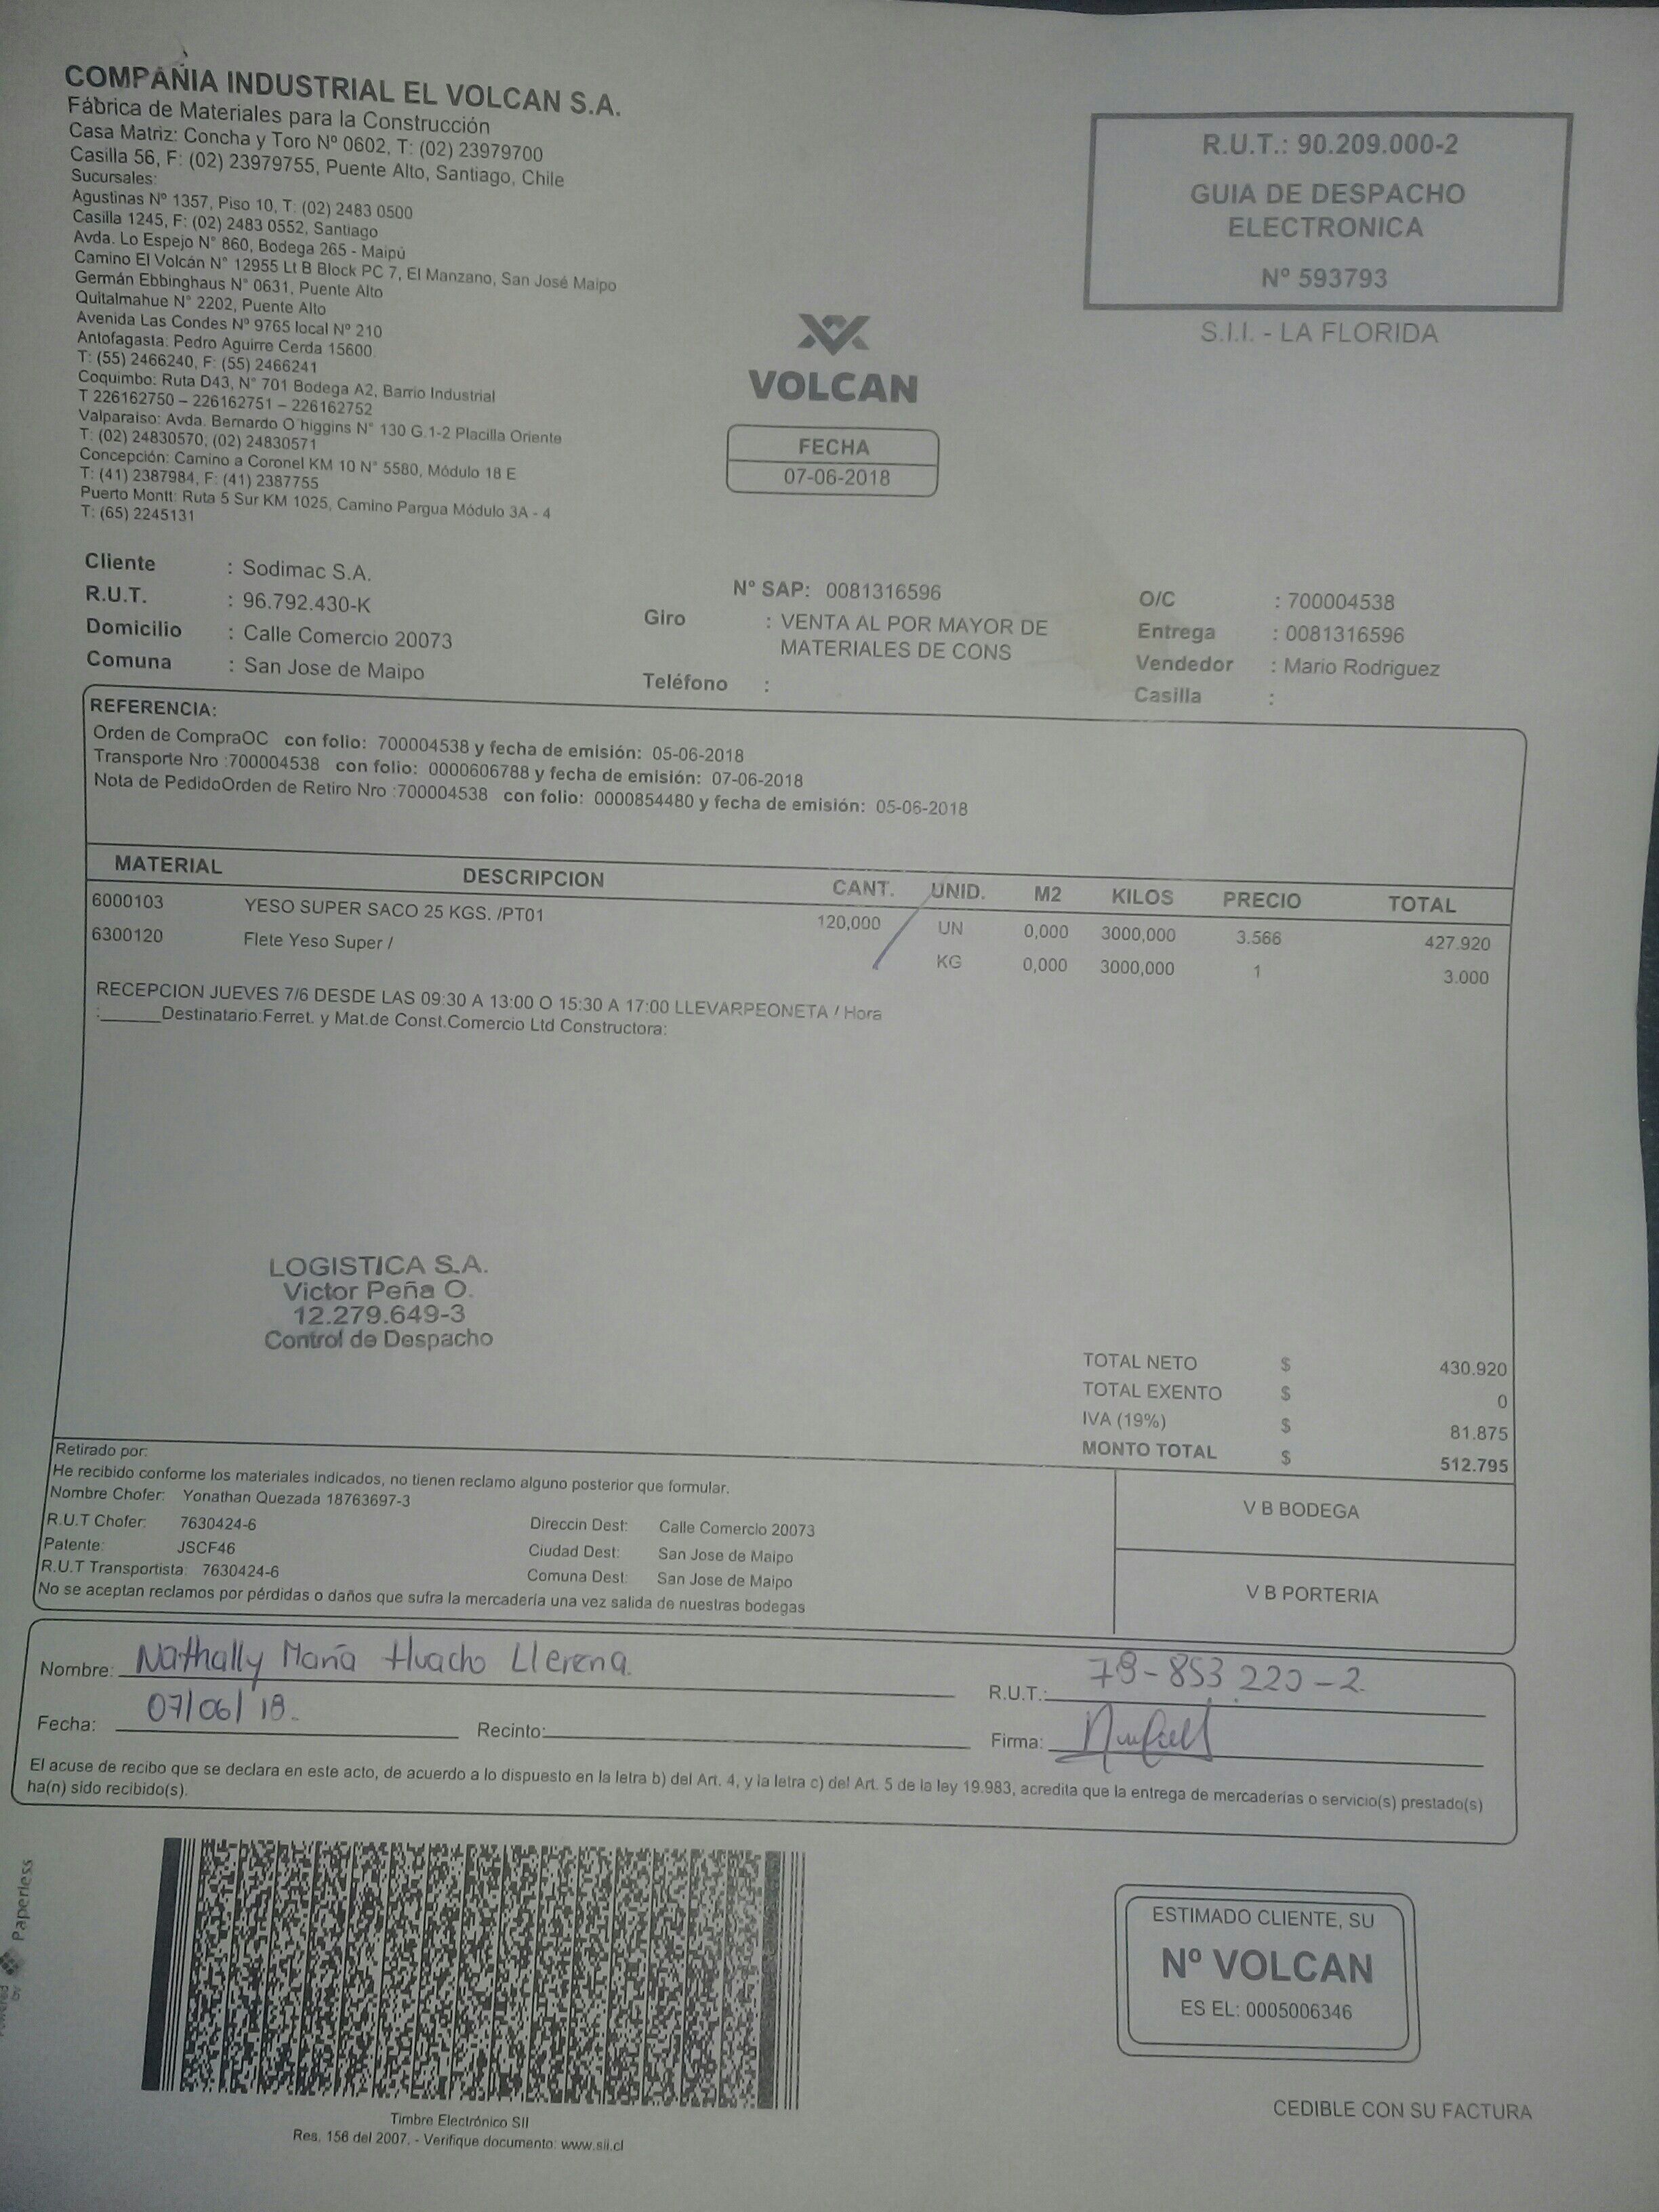 COMPAÑIA INDUSTRIAL EL VOLCAN S.A.
Fábrica de Materiales para la Construcción
Casa Matriz: Concha y Toro Nº 0602, T: (02) 23979700
Casilla 56, F: (02) 23979755, Puente Alto, Santiago, Chile
Sucursales:
Agustinas Nº 1357, Piso 10, T: (02) 2483 0500
Casilla 1245, F: (02) 2483 0552, Santiago
Avda. Lo Espejo N° 860, Bodega 265 - Maipú
Camino El Volcán N° 12955 Lt B Block PC 7, El Manzano, San José Maipo
Germán Ebbinghaus N° 0631, Puente Alto
Quitalmahue N° 2202, Puente Alto
Avenida Las Condes Nº 9765 local Nº 210
Antofagasta: Pedro Aguirre Cerda 15600.
T: (55) 2466240, F: (55) 2466241
Coquimbo: Ruta D43, N° 701 Bodega A2, Barrio Industrial
T 226162750 – 226162751 – 226162752
Valparaiso: Avda. Bernardo O´higgins N° 130 G.1-2 Placilla Oriente
T: (02) 24830570, (02) 24830571
Concepción: Camino a Coronel KM 10 N° 5580, Módulo 18 E
T: (41) 2387984, F: (41) 2387755
Puerto Montt: Ruta 5 Sur KM 1025, Camino Pargua Módulo 3A - 4
T: (65) 2245131
R.U.T.: 90.209.000-2
GUIA DE DESPACHO
ELECTRONICA
Nº 593793
S.I.I. - LA FLORIDA
VOLCAN
FECHA
07-06-2018
Cliente : Sodimac S.A.
R.U.T. : 96.792.430-K
Domicilio : Calle Comercio 20073
Comuna : San Jose de Maipo
Nº SAP: 0081316596
Giro : VENTA AL POR MAYOR DE
MATERIALES DE CONS
Teléfono :
O/C : 700004538
Entrega : 0081316596
Vendedor : Mario Rodriguez
Casilla :
REFERENCIA:
Orden de CompraOC con folio: 700004538 y fecha de emisión: 05-06-2018
Transporte Nro :700004538 con folio: 0000606788 y fecha de emisión: 07-06-2018
Nota de PedidoOrden de Retiro Nro :700004538 con folio: 0000854480 y fecha de emisión: 05-06-2018
MATERIAL DESCRIPCION CANT. UNID. M2 KILOS PRECIO TOTAL
6000103 YESO SUPER SACO 25 KGS. /PT01 120,000 UN 0,000 3000,000 3.566 427.920
6300120 Flete Yeso Super / KG 0,000 3000,000 1 3.000
RECEPCION JUEVES 7/6 DESDE LAS 09:30 A 13:00 O 15:30 A 17:00 LLEVARPEONETA / Hora
:______Destinatario:Ferret. y Mat.de Const.Comercio Ltd Constructora:
LOGISTICA S.A.
Victor Peña O.
12.279.649-3
Control de Despacho
TOTAL NETO $ 430.920
TOTAL EXENTO $ 0
IVA (19%) $ 81.875
MONTO TOTAL $ 512.795
Retirado por:
He recibido conforme los materiales indicados, no tienen reclamo alguno posterior que formular.
Nombre Chofer: Yonathan Quezada 18763697-3
R.U.T Chofer: 7630424-6 Direccin Dest: Calle Comercio 20073
Patente: JSCF46 Ciudad Dest: San Jose de Maipo
R.U.T Transportista: 7630424-6 Comuna Dest: San Jose de Maipo
No se aceptan reclamos por pérdidas o daños que sufra la mercadería una vez salida de nuestras bodegas
V B BODEGA
V B PORTERIA
Nombre: Nathally María Huacho Llerena.
R.U.T.: 78-853.220-2.
Fecha: 07/06/18. Recinto: Firma:
El acuse de recibo que se declara en este acto, de acuerdo a lo dispuesto en la letra b) del Art. 4, y la letra c) del Art. 5 de la ley 19.983, acredita que la entrega de mercaderías o servicio(s) prestado(s)
ha(n) sido recibido(s).
Powered by Paperless
Timbre Electrónico SII
Res. 156 del 2007. - Verifique documento: www.sii.cl
ESTIMADO CLIENTE, SU
Nº VOLCAN
ES EL: 0005006346
CEDIBLE CON SU FACTURA